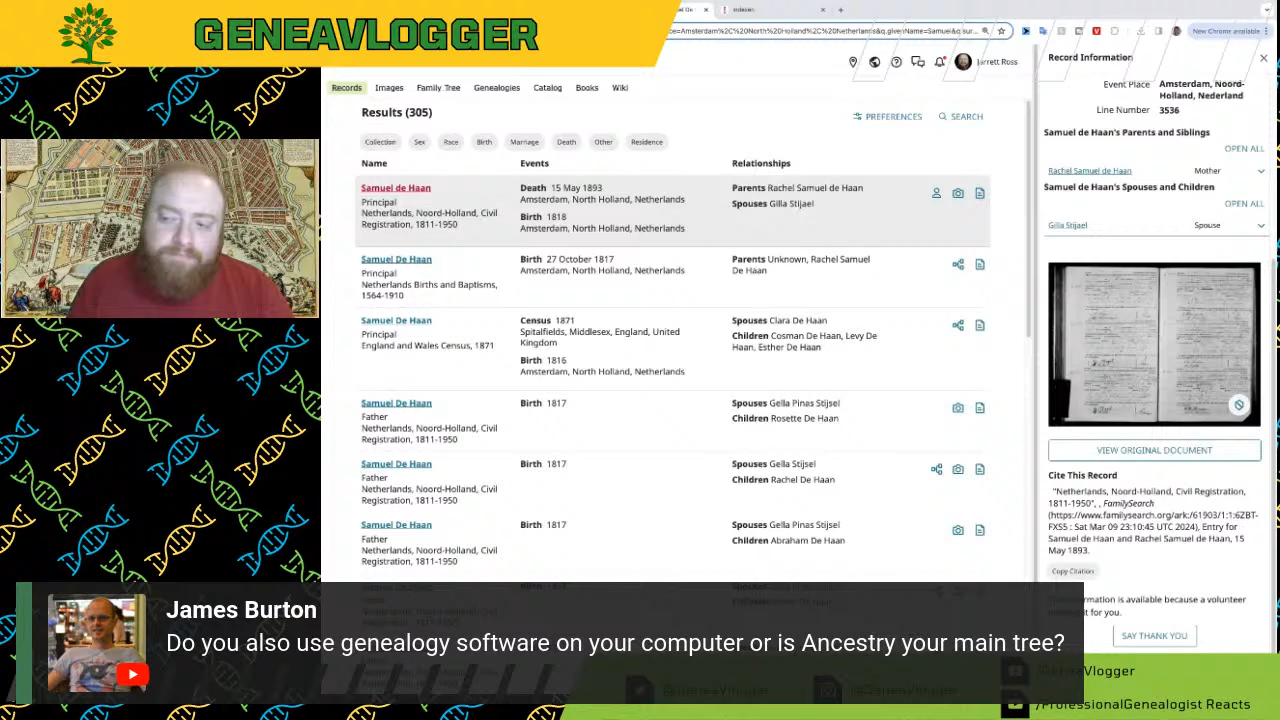 GENEAVLOGGER
New Chrome available
Jarrett Ross
Records Images Family Tree Genealogies Catalog Books Wiki
Results (305)
PREFERENCES SEARCH
Collection Sex Race Birth Marriage Death Other Residence
Name Events Relationships
Samuel de Haan
Principal
Netherlands, Noord-Holland, Civil
Registration, 1811-1950
Death 15 May 1893
Amsterdam, North Holland, Netherlands
Birth 1818
Amsterdam, North Holland, Netherlands
Parents Rachel Samuel de Haan
Spouses Gilla Stijael
Samuel De Haan
Principal
Netherlands Births and Baptisms,
1564-1910
Birth 27 October 1817
Amsterdam, North Holland, Netherlands
Parents Unknown, Rachel Samuel
De Haan
Samuel De Haan
Principal
England and Wales Census, 1871
Census 1871
Spitalfields, Middlesex, England, United
Kingdom
Birth 1816
Amsterdam, North Holland, Netherlands
Spouses Clara De Haan
Children Cosman De Haan, Levy De
Haan, Esther De Haan
Samuel De Haan
Father
Netherlands, Noord-Holland, Civil
Registration, 1811-1950
Birth 1817
Spouses Gella Pinas Stijsel
Children Rosette De Haan
Samuel De Haan
Father
Netherlands, Noord-Holland, Civil
Registration, 1811-1950
Birth 1817
Spouses Gella Stijsel
Children Rachel De Haan
Samuel De Haan
Father
Netherlands, Noord-Holland, Civil
Registration, 1811-1950
Birth 1817
Spouses Gella Pinas Stijsel
Children Abraham De Haan
Record Information
Event Place Amsterdam, Noord-
Holland, Nederland
Line Number 3536
Samuel de Haan's Parents and Siblings
OPEN ALL
Rachel Samuel de Haan Mother
Samuel de Haan's Spouses and Children
OPEN ALL
Gilla Stijael Spouse
VIEW ORIGINAL DOCUMENT
Cite This Record
"Netherlands, Noord-Holland, Civil Registration,
1811-1950", , FamilySearch
(https://www.familysearch.org/ark:/61903/1:1:6ZBT-
FXS5 : Sat Mar 09 23:10:45 UTC 2024), Entry for
Samuel de Haan and Rachel Samuel de Haan, 15
May 1893.
Copy Citation
is available because a volunteer
it for you.
SAY THANK YOU
James Burton
Do you also use genealogy software on your computer or is Ancestry your main tree?
/ProfessionalGenealogist Reacts